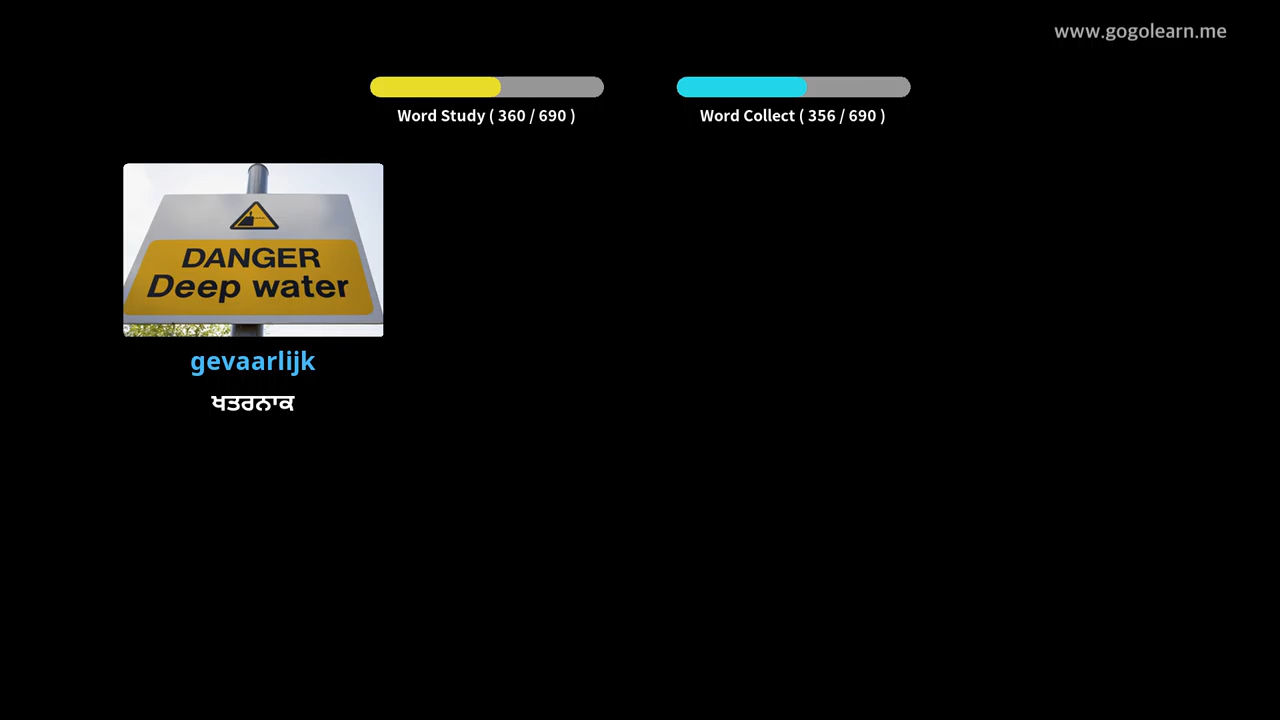 www.gogolearn.me
Word Study ( 360 / 690 )
Word Collect ( 356 / 690 )
DANGER
Deep water
gevaarlijk
ਖਤਰਨਾਕ